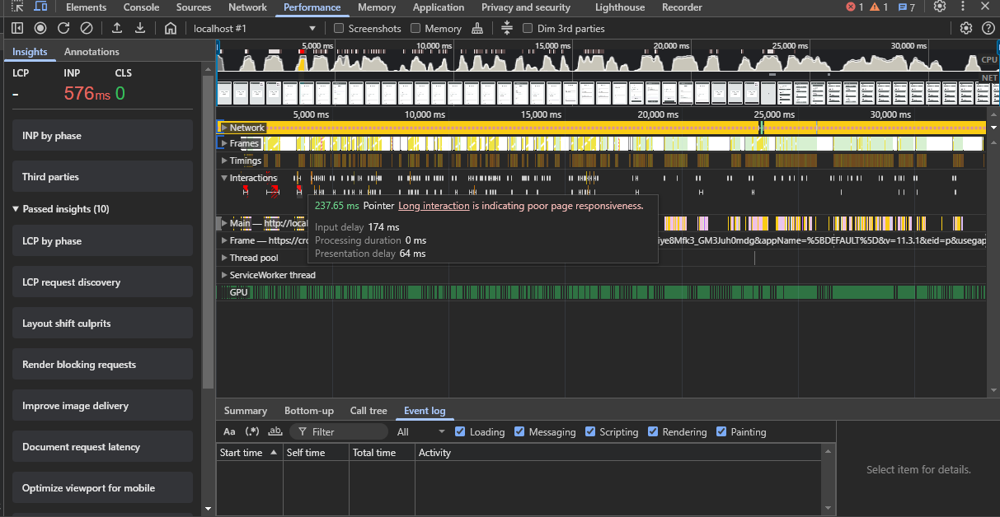 Elements Console Sources Network Performance Memory Application Privacy and security Lighthouse Recorder 1 1 7
localhost #1 Screenshots Memory Dim 3rd parties
Insights Annotations
5,000 ms 10,000 ms 15,000 ms 20,000 ms 25,000 ms 30,000 ms
CPU
NET
LCP INP CLS
- 576ms 0
INP by phase
Third parties
Passed insights (10)
LCP by phase
LCP request discovery
Layout shift culprits
Render blocking requests
Improve image delivery
Document request latency
Optimize viewport for mobile
5,000 ms 10,000 ms 15,000 ms 20,000 ms 25,000 ms 30,000 ms
Network
Frames
Timings
Interactions
237.65 ms Pointer Long interaction is indicating poor page responsiveness.
Input delay 174 ms
Processing duration 0 ms
Presentation delay 64 ms
Main — http://local
Frame — https://cro
iye8Mfk3_GM3Juh0mdg&appName=%5BDEFAULT%5D&v=11.3.1&eid=p&usegap
Thread pool
ServiceWorker thread
GPU
Summary Bottom-up Call tree Event log
Aa (.*) ab Filter All Loading Messaging Scripting Rendering Painting
Start time Self time Total time Activity
Select item for details.